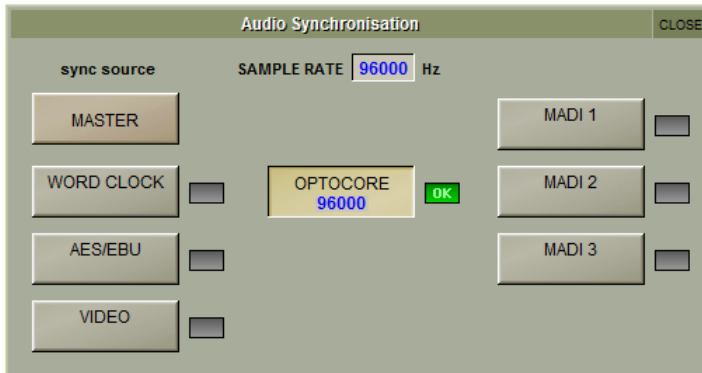 Audio Synchronisation
CLOSE
sync source
SAMPLE RATE 96000 Hz
MASTER
MADI 1
WORD CLOCK
OPTOCORE
96000
OK
MADI 2
AES/EBU
MADI 3
VIDEO